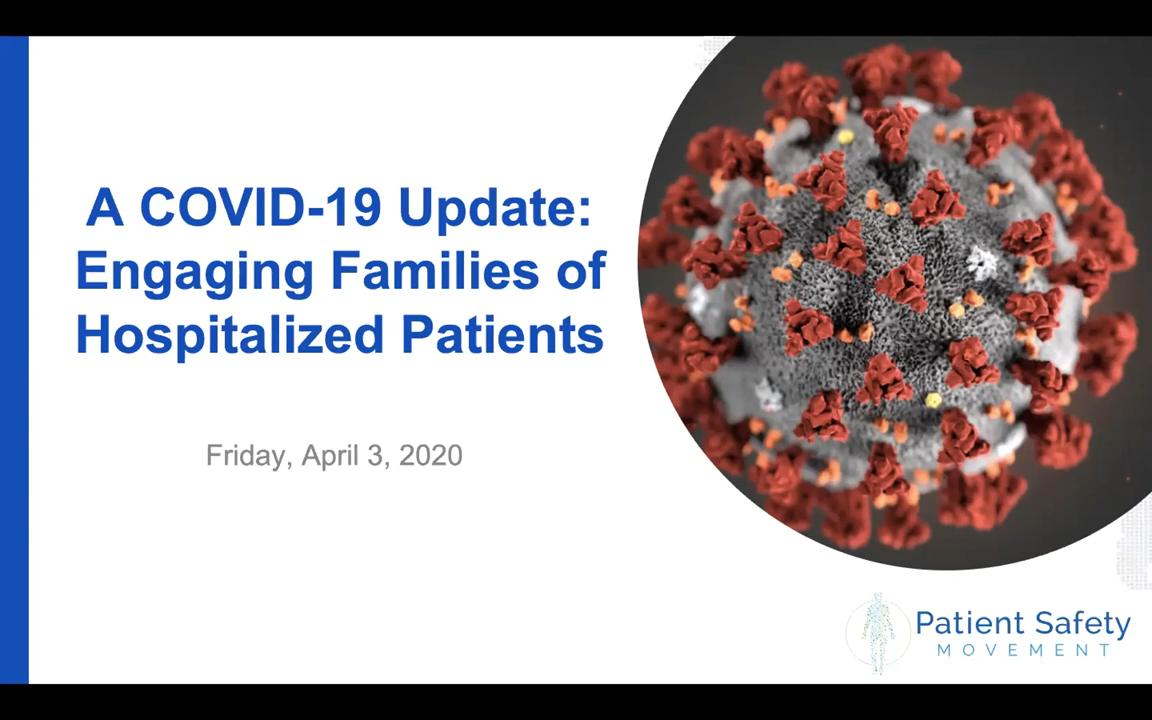 A COVID-19 Update:
Engaging Families of
Hospitalized Patients
Friday, April 3, 2020
Patient Safety
MOVEMENT